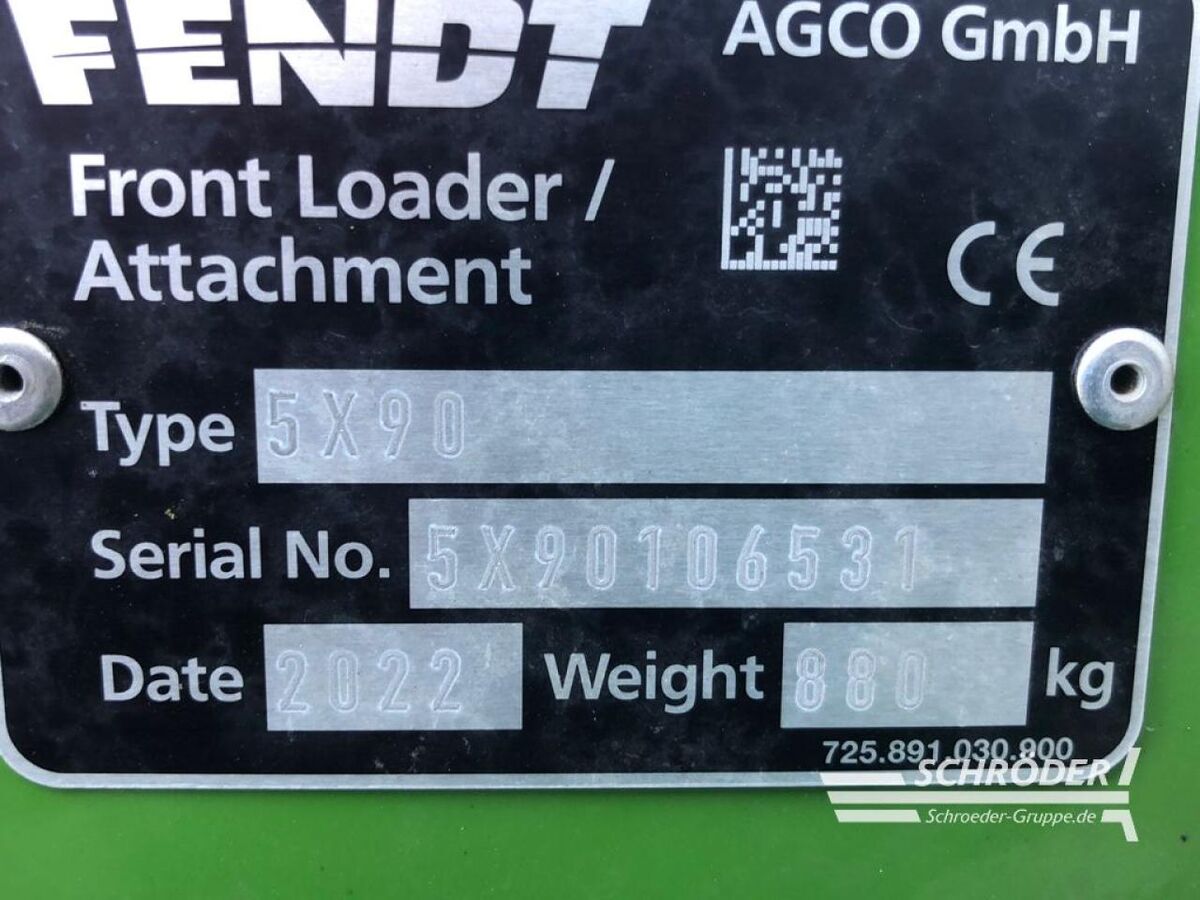 FENDT
AGCO GmbH
Front Loader /
Attachment
CE
Type 5X90
Serial No. 5X90106531
Date 2022 Weight 880 kg
725.891.030.900
SCHRÖDER
Schroeder-Gruppe.de